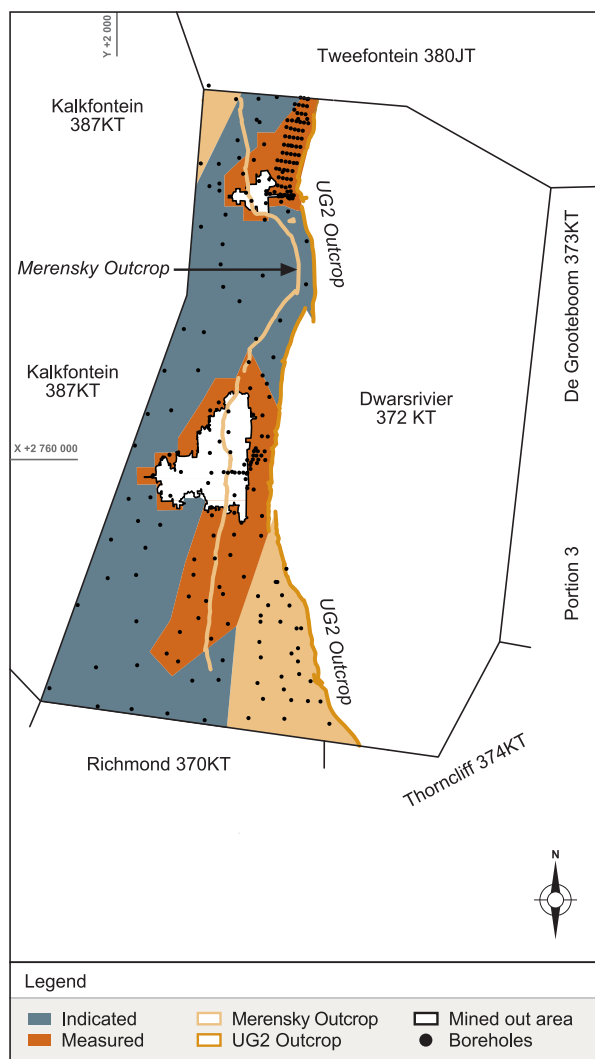 Y +2 000
Tweefontein 380JT
Kalkfontein
387KT
UG2 Outcrop
De Grooteboom 373KT
Merensky Outcrop
Kalkfontein
387KT
Dwarsrivier
372 KT
X +2 760 000
Portion 3
UG2 Outcrop
Richmond 370KT
Thorncliff 374KT
N
Legend
Indicated
Measured
Merensky Outcrop
UG2 Outcrop
Mined out area
Boreholes